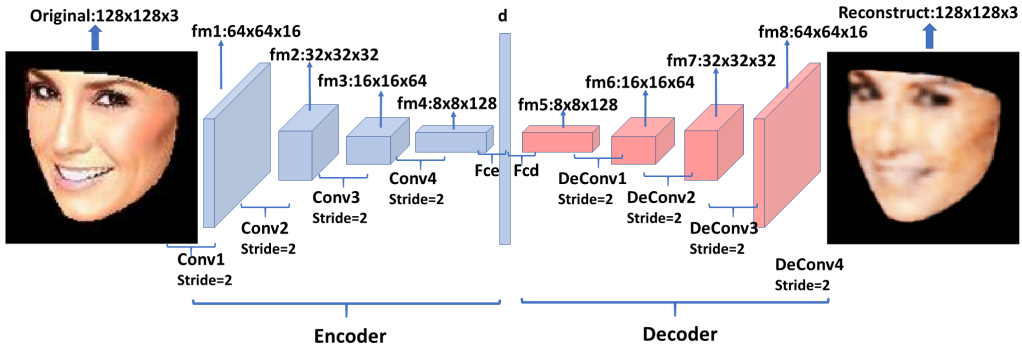 Original:128x128x3
d
Reconstruct:128x128x3
fm1:64x64x16
fm2:32x32x32
fm3:16x16x64
fm4:8x8x128
fm5:8x8x128
fm6:16x16x64
fm7:32x32x32
fm8:64x64x16
Fce
Fcd
Conv1
Stride=2
Conv2
Stride=2
Conv3
Stride=2
Conv4
Stride=2
DeConv1
Stride=2
DeConv2
Stride=2
DeConv3
Stride=2
DeConv4
Stride=2
Encoder
Decoder